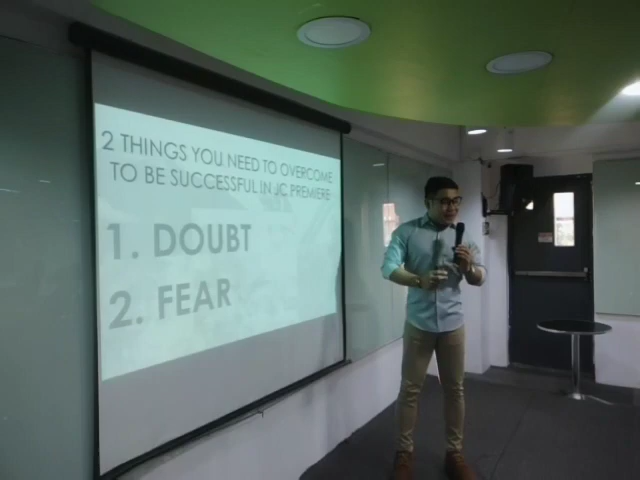 2 THINGS YOU NEED TO OVERCOME
TO BE SUCCESSFUL IN JC PREMIERE
1. DOUBT
2. FEAR